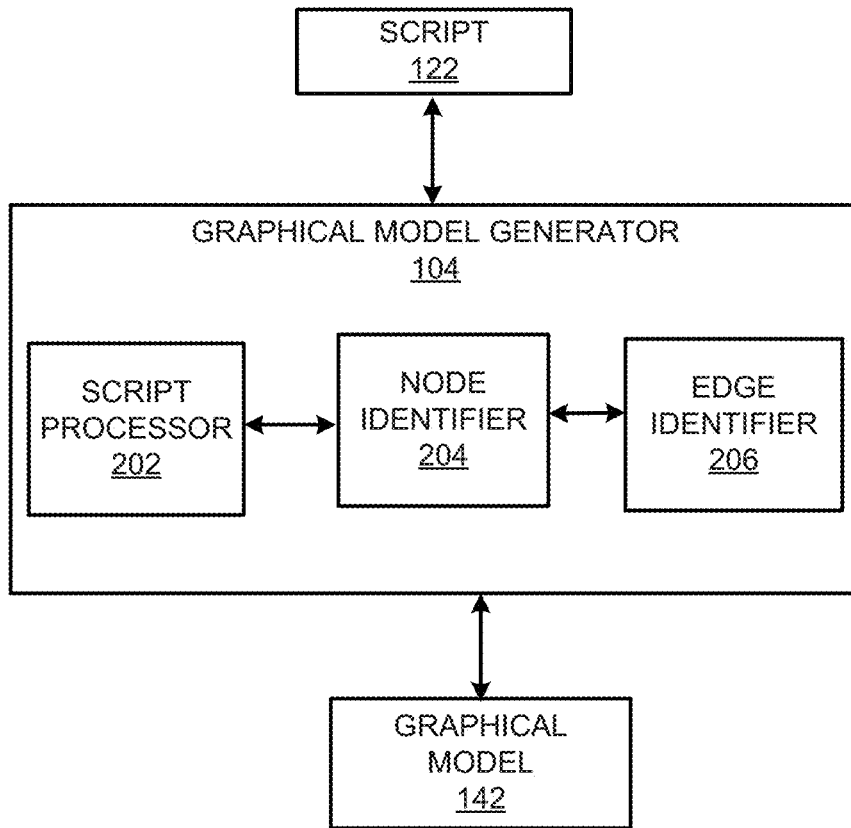 SCRIPT
122
GRAPHICAL MODEL GENERATOR
104
SCRIPT
PROCESSOR
202
NODE
IDENTIFIER
204
EDGE
IDENTIFIER
206
GRAPHICAL
MODEL
142